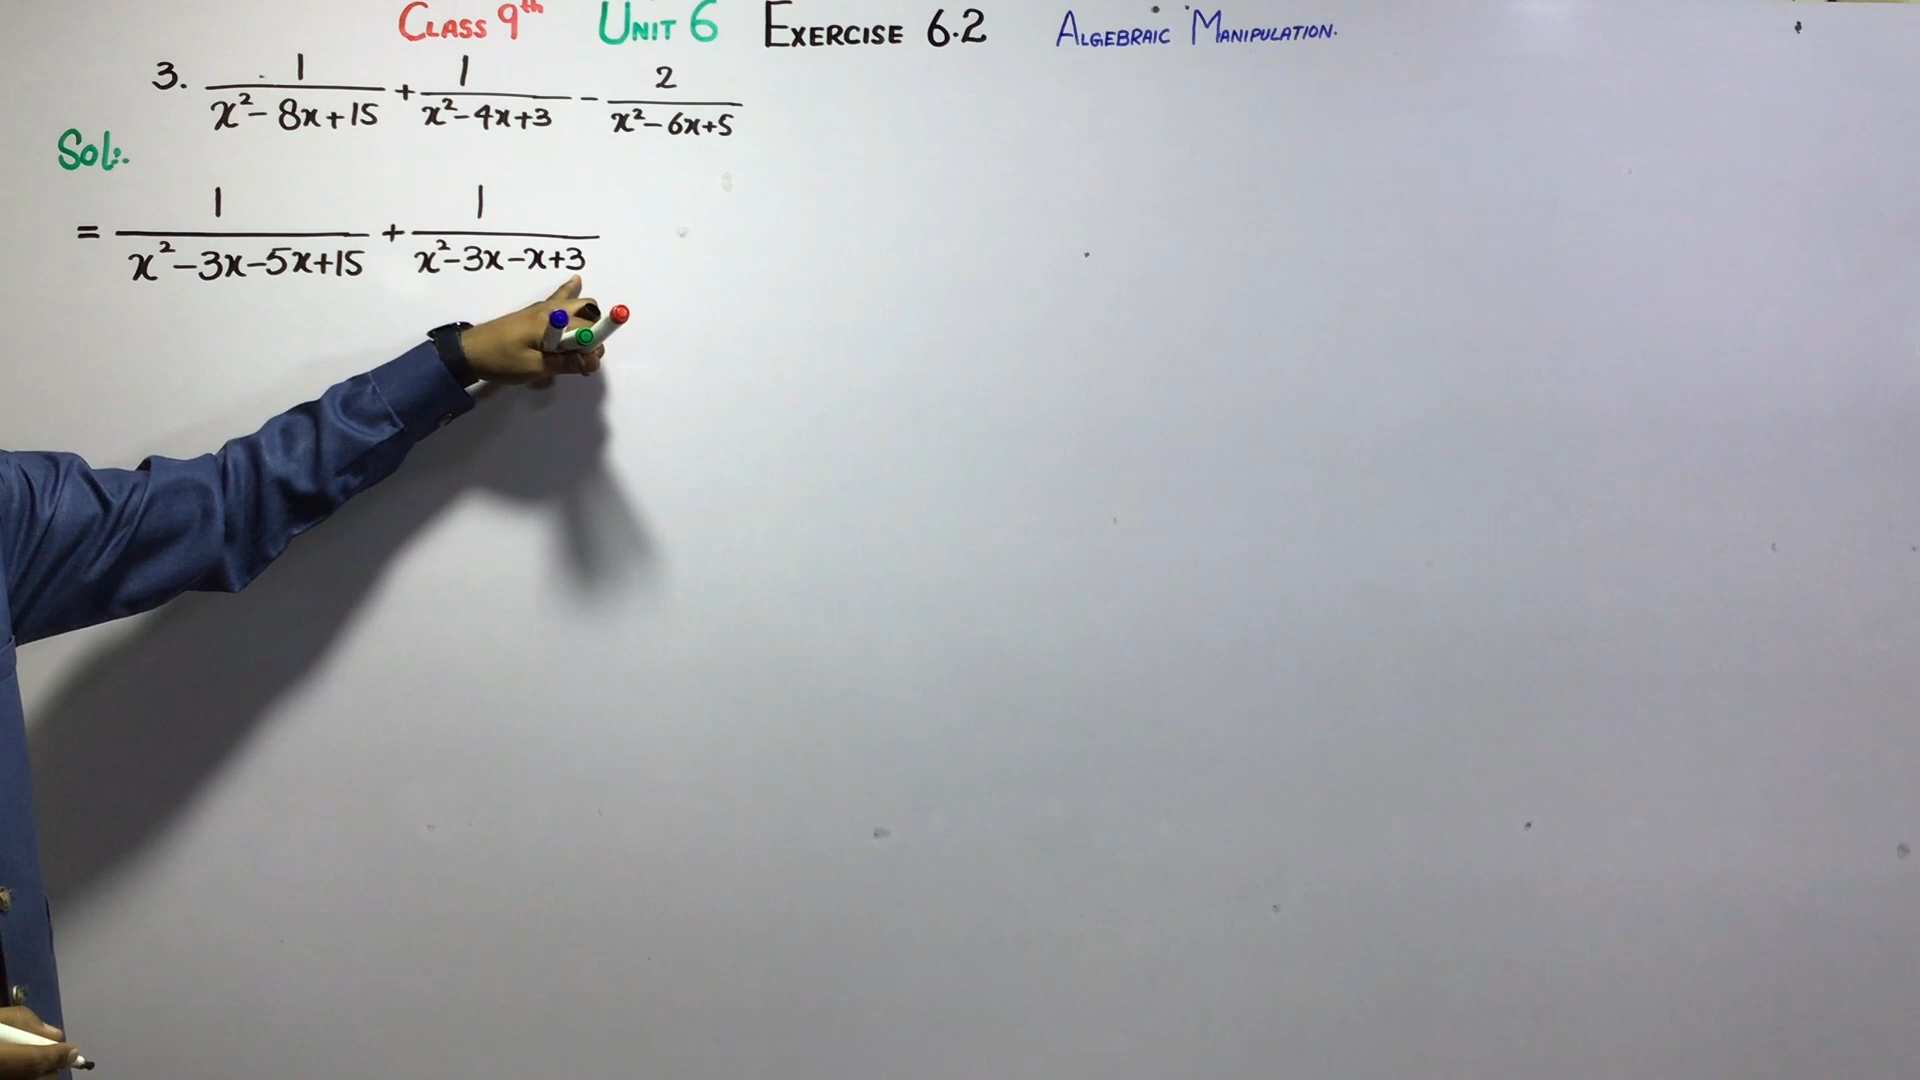 CLASS 9th UNIT 6 EXERCISE 6.2 ALGEBRAIC MANIPULATION.
3. 1/(x²-8x+15) + 1/(x²-4x+3) - 2/(x²-6x+5)
Sol:.
= 1/(x²-3x-5x+15) + 1/(x²-3x-x+3)